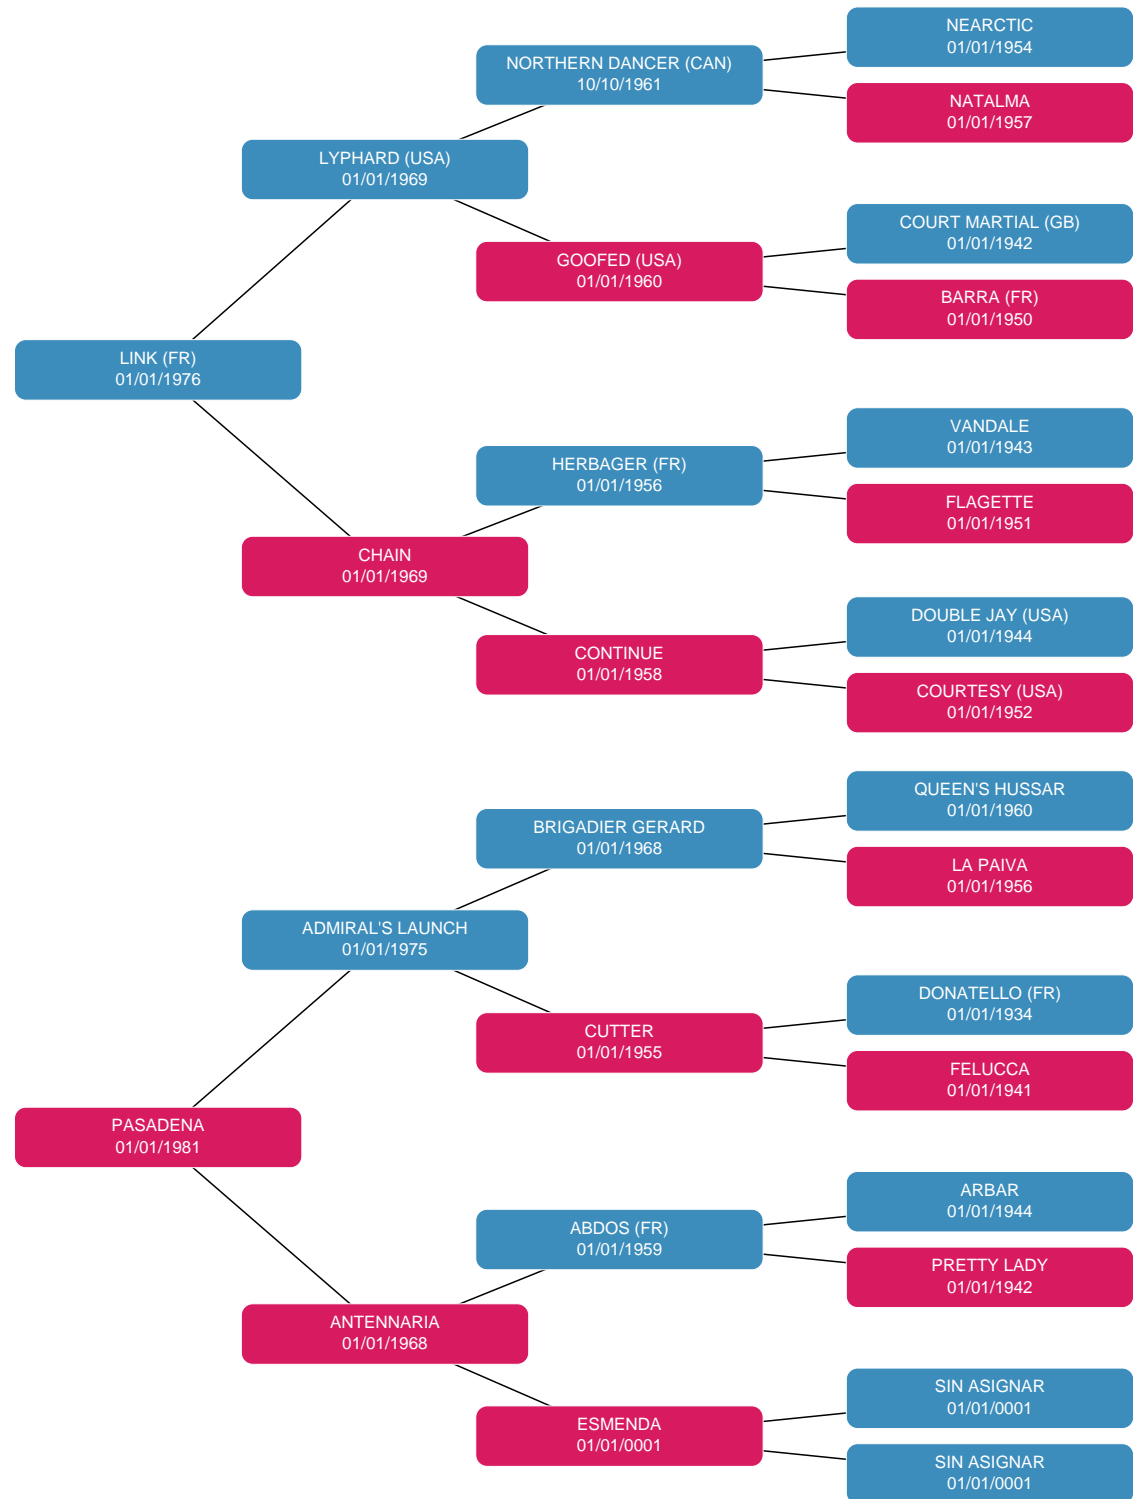 NEARCTIC
01/01/1954
NORTHERN DANCER (CAN)
10/10/1961
NATALMA
01/01/1957
LYPHARD (USA)
01/01/1969
COURT MARTIAL (GB)
01/01/1942
GOOFED (USA)
01/01/1960
BARRA (FR)
01/01/1950
LINK (FR)
01/01/1976
VANDALE
01/01/1943
HERBAGER (FR)
01/01/1956
FLAGETTE
01/01/1951
CHAIN
01/01/1969
DOUBLE JAY (USA)
01/01/1944
CONTINUE
01/01/1958
COURTESY (USA)
01/01/1952
QUEEN'S HUSSAR
01/01/1960
BRIGADIER GERARD
01/01/1968
LA PAIVA
01/01/1956
ADMIRAL'S LAUNCH
01/01/1975
DONATELLO (FR)
01/01/1934
CUTTER
01/01/1955
FELUCCA
01/01/1941
PASADENA
01/01/1981
ARBAR
01/01/1944
ABDOS (FR)
01/01/1959
PRETTY LADY
01/01/1942
ANTENNARIA
01/01/1968
SIN ASIGNAR
01/01/0001
ESMENDA
01/01/0001
SIN ASIGNAR
01/01/0001